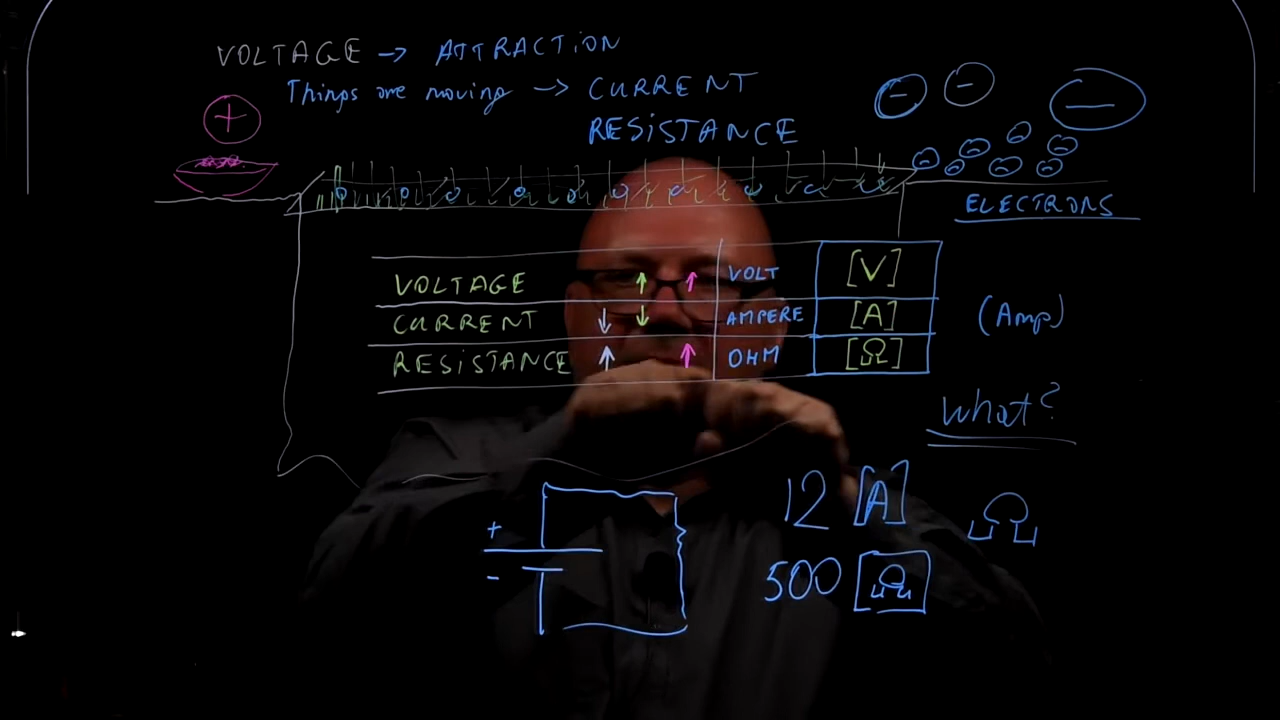 VOLTAGE → ATTRACTION
Things are moving → CURRENT
RESISTANCE
+
- - -
- - - - - - -
ELECTRONS
VOLTAGE ↑ ↑ VOLT [V]
CURRENT ↓ ↓ AMPERE [A] (Amp)
RESISTANCE ↑ ↑ OHM [Ω]
What?
12 [A] Ω
+
-
500 [Ω]